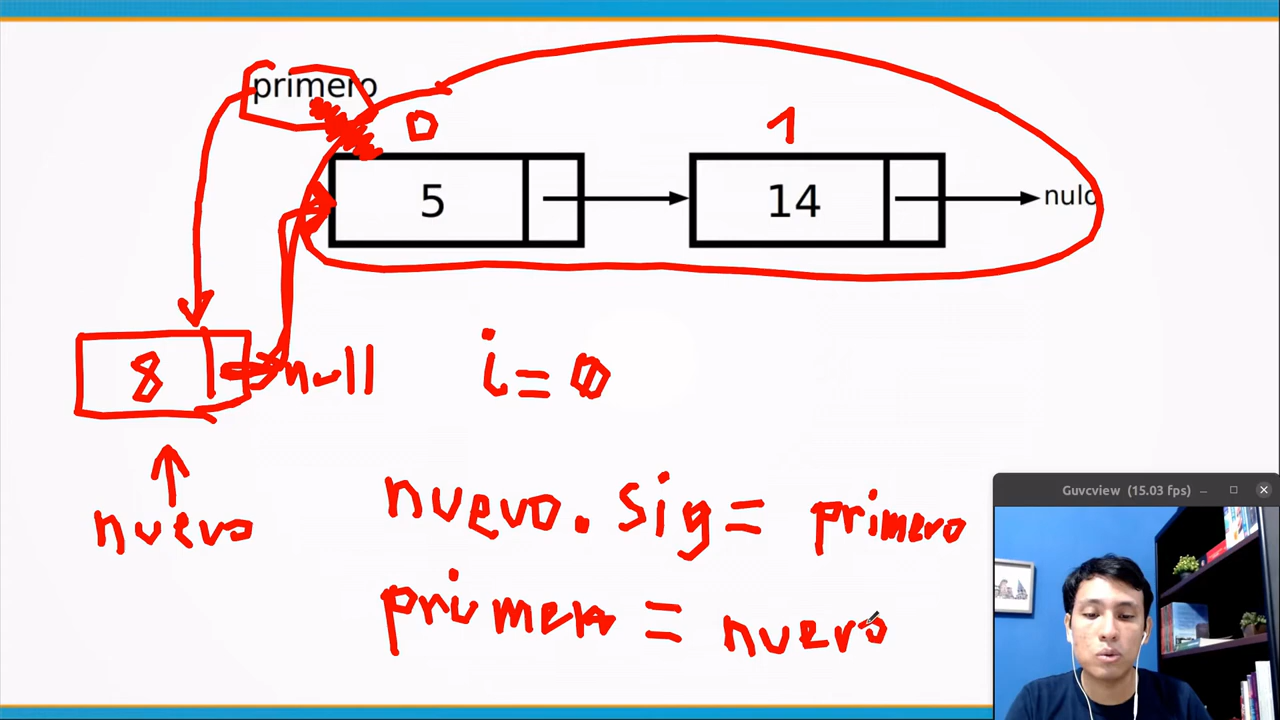 primero
0 1
5 14 nulo
8 null i = 0
nuevo
nuevo.sig = primero
primero = nuevo
Guvcview (15.03 fps)